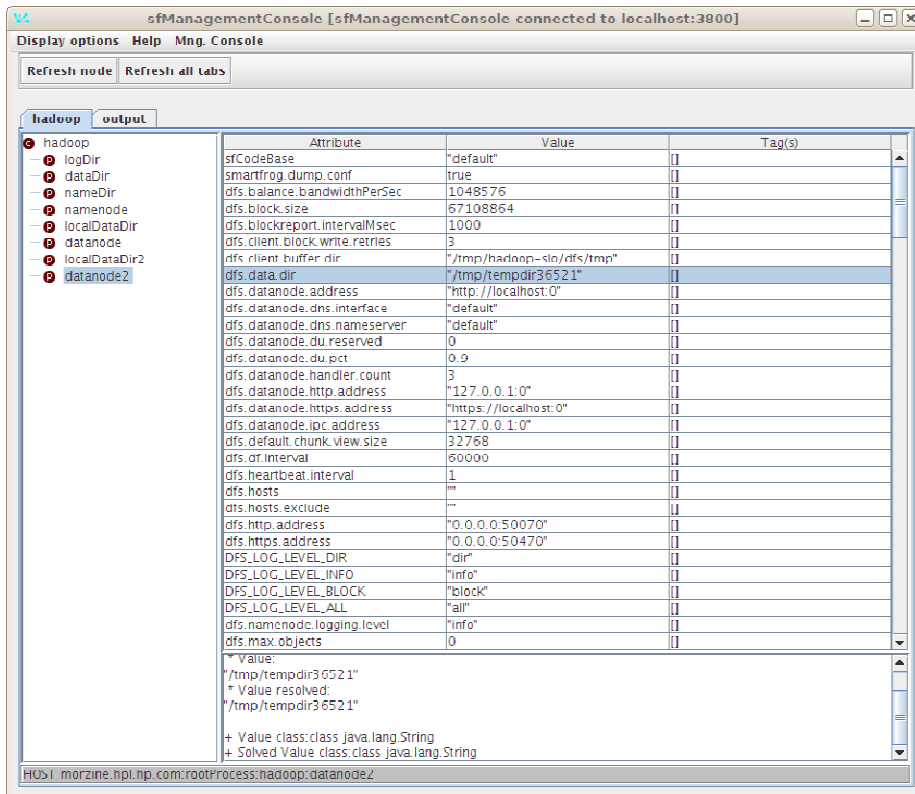 sfManagementConsole [sfManagementConsole connected to localhost:3800]
Display options Help Mng. Console
Refresh node Refresh all tabs
hadoop output
hadoop
logDir
dataDir
nameDir
namenode
localDataDir
datanode
localDataDir2
datanode2
Attribute Value Tag(s)
sfCodeBase "default" []
smartfrog.dump.conf true []
dfs.balance.bandwidthPerSec 1048576 []
dfs.block.size 67108864 []
dfs.blockreport.intervalMsec 1000 []
dfs.client.block.write.retries 3 []
dfs.client.buffer.dir "/tmp/hadoop-slo/dfs/tmp" []
dfs.data.dir "/tmp/tempdir36521" []
dfs.datanode.address "http://localhost:0" []
dfs.datanode.dns.interface "default" []
dfs.datanode.dns.nameserver "default" []
dfs.datanode.du.reserved 0 []
dfs.datanode.du.pct 0.9 []
dfs.datanode.handler.count 3 []
dfs.datanode.http.address "127.0.0.1:0" []
dfs.datanode.https.address "https://localhost:0" []
dfs.datanode.ipc.address "127.0.0.1:0" []
dfs.default.chunk.view.size 32768 []
dfs.df.interval 60000 []
dfs.heartbeat.interval 1 []
dfs.hosts "" []
dfs.hosts.exclude "" []
dfs.http.address "0.0.0.0:50070" []
dfs.https.address "0.0.0.0:50470" []
DFS_LOG_LEVEL_DIR "dir" []
DFS_LOG_LEVEL_INFO "info" []
DFS_LOG_LEVEL_BLOCK "block" []
DFS_LOG_LEVEL_ALL "all" []
dfs.namenode.logging.level "info" []
dfs.max.objects 0 []
* Value:
"/tmp/tempdir36521"
* Value resolved:
"/tmp/tempdir36521"
+ Value class:class java.lang.String
+ Solved Value class:class java.lang.String
HOST morzine.hpl.hp.com:rootProcess:hadoop:datanode2